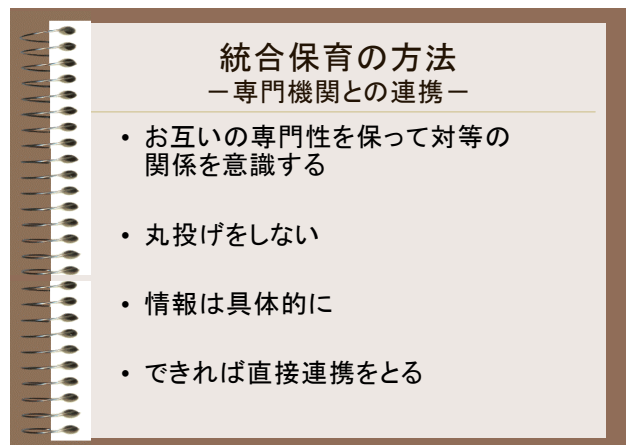 統合保育の方法
－専門機関との連携－
• お互いの専門性を保って対等の
関係を意識する
• 丸投げをしない
• 情報は具体的に
• できれば直接連携をとる